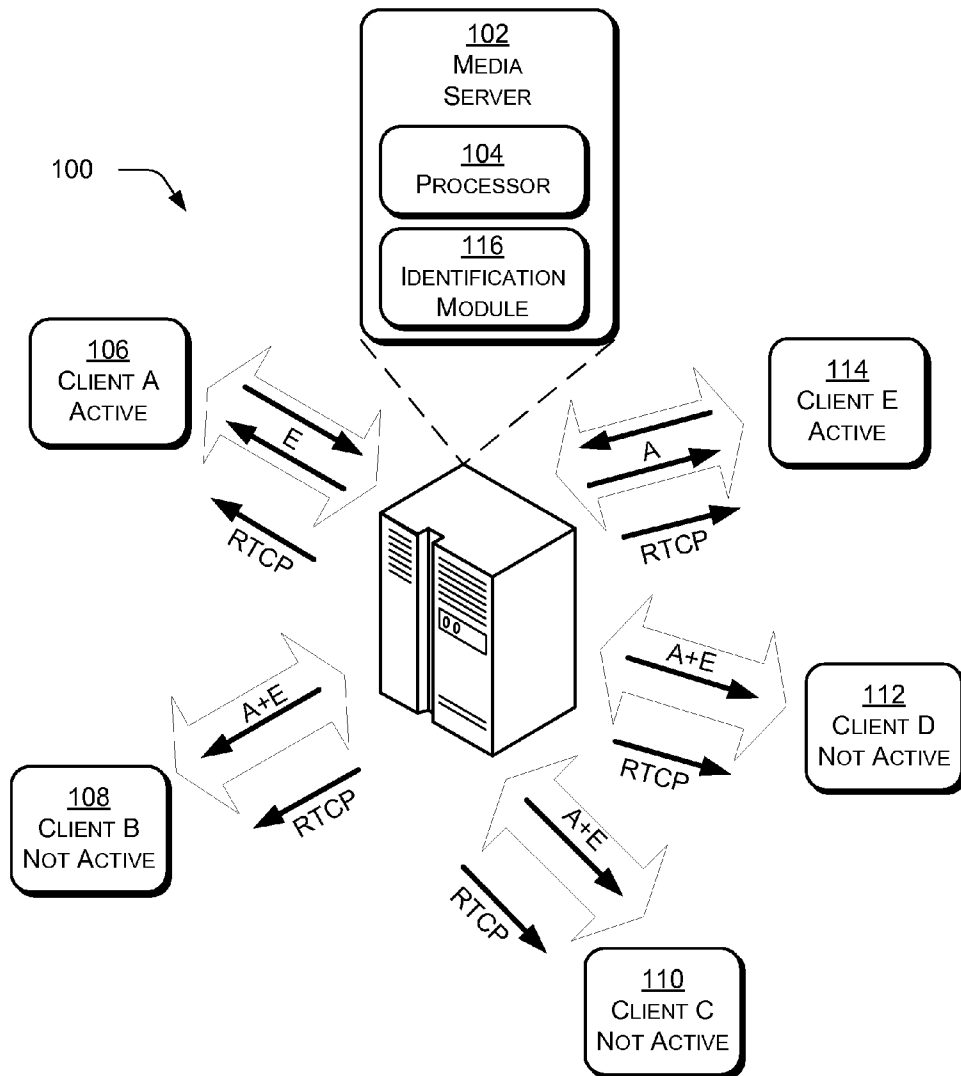 102
MEDIA
SERVER
104
PROCESSOR
116
IDENTIFICATION
MODULE
100
106
CLIENT A
ACTIVE
E
RTCP
114
CLIENT E
ACTIVE
A
RTCP
A+E
RTCP
112
CLIENT D
NOT ACTIVE
A+E
RTCP
108
CLIENT B
NOT ACTIVE
A+E
RTCP
110
CLIENT C
NOT ACTIVE